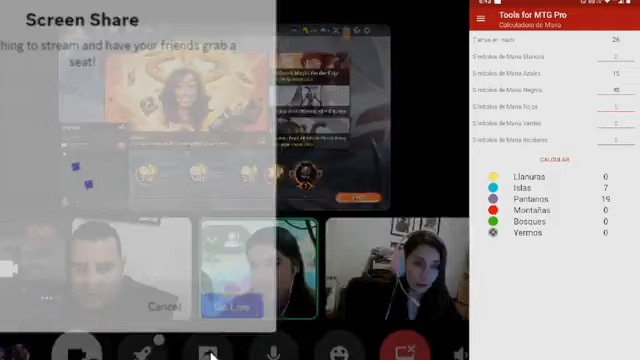 Screen Share
hing to stream and have your friends grab a
seat!
Cancel
Go Live
Tools for MTG Pro
Calculadora de Mana
Tierras en mazo 26
Símbolos de Mana Blancos 0
Símbolos de Mana Azules 15
Símbolos de Mana Negros 40
Símbolos de Mana Rojos 0
Símbolos de Mana Verdes 0
Símbolos de Mana Incoloros 0
CALCULAR
Llanuras 0
Islas 7
Pantanos 19
Montañas 0
Bosques 0
Yermos 0